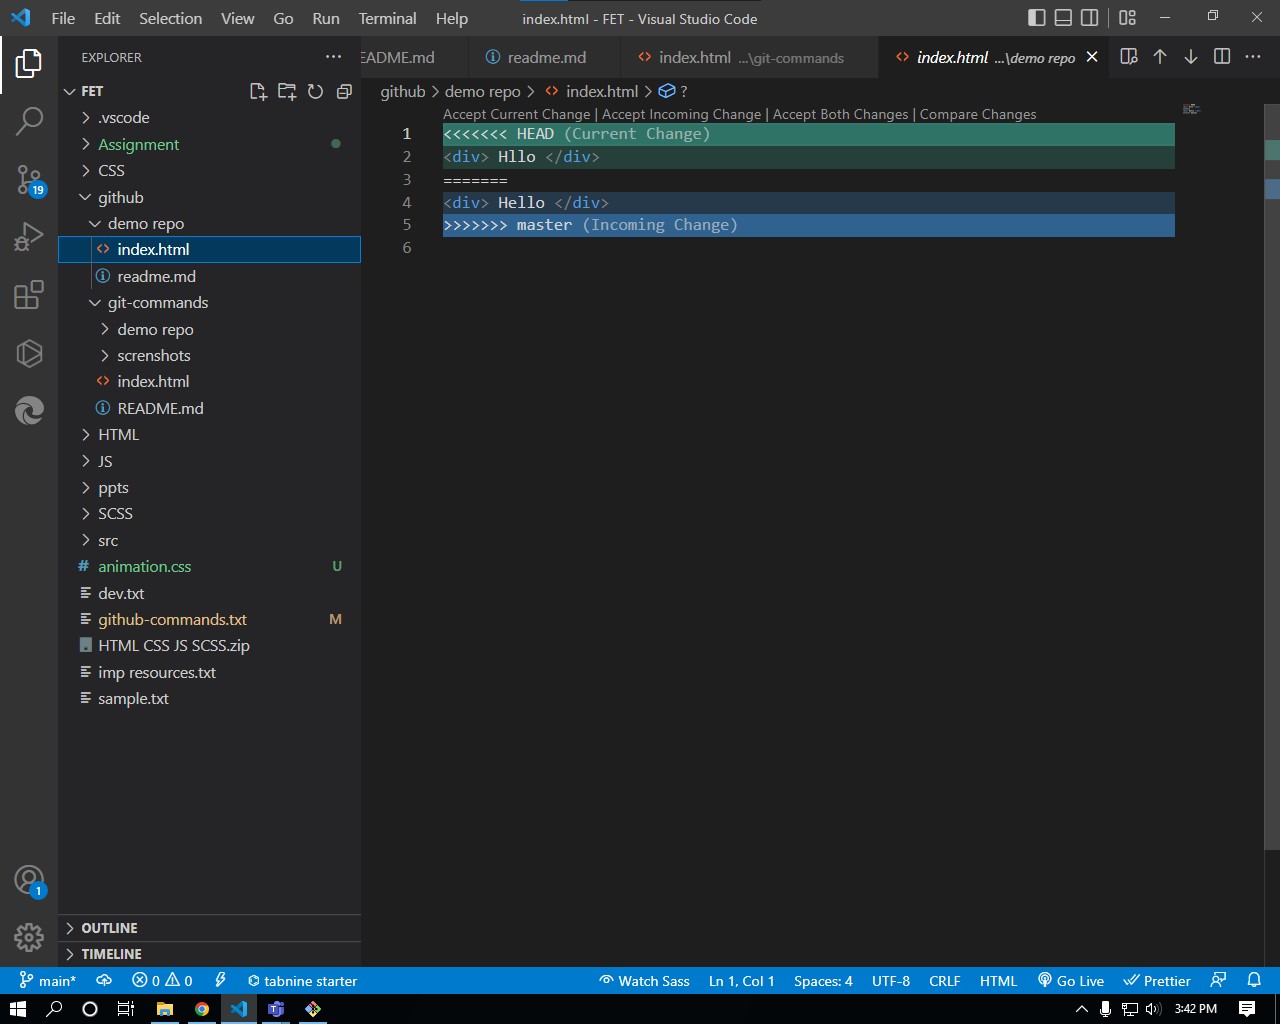 File Edit Selection View Go Run Terminal Help
index.html - FET - Visual Studio Code
EXPLORER
EADME.md
readme.md
index.html ...\git-commands
index.html ...\demo repo
FET
github > demo repo > index.html > ?
.vscode
Assignment
CSS
github
demo repo
index.html
readme.md
git-commands
demo repo
screnshots
index.html
README.md
HTML
JS
ppts
SCSS
src
animation.css U
dev.txt
github-commands.txt M
HTML CSS JS SCSS.zip
imp resources.txt
sample.txt
19
1
OUTLINE
TIMELINE
Accept Current Change | Accept Incoming Change | Accept Both Changes | Compare Changes
1 <<<<<<< HEAD (Current Change)
2 <div> Hllo </div>
3 =======
4 <div> Hello </div>
5 >>>>>>> master (Incoming Change)
6
main* 0 0 tabnine starter Watch Sass Ln 1, Col 1 Spaces: 4 UTF-8 CRLF HTML Go Live Prettier
3:42 PM